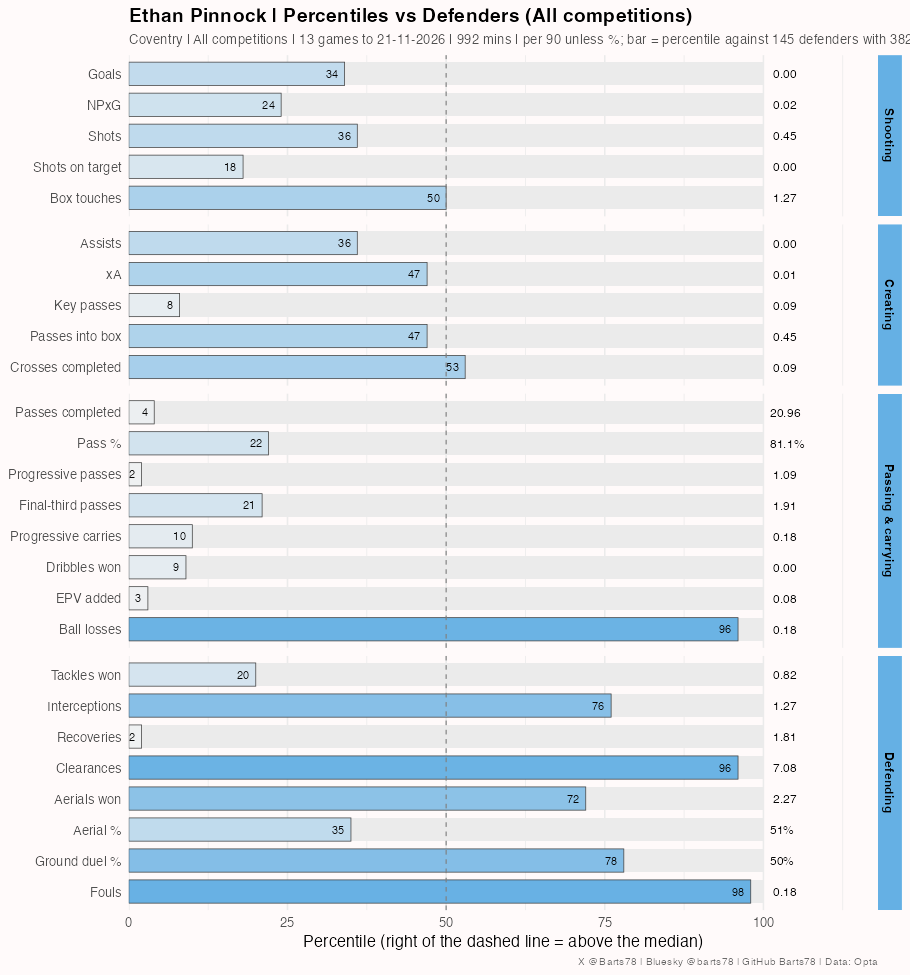 Ethan Pinnock | Percentiles vs Defenders (All competitions)
Coventry | All competitions | 13 games to 21-11-2026 | 992 mins | per 90 unless %; bar = percentile against 145 defenders with 382
Goals 34 0.00
NPxG 24 0.02
Shots 36 0.45
Shots on target 18 0.00
Box touches 50 1.27
Shooting
Assists 36 0.00
xA 47 0.01
Key passes 8 0.09
Passes into box 47 0.45
Crosses completed 53 0.09
Creating
Passes completed 4 20.96
Pass % 22 81.1%
Progressive passes 2 1.09
Final-third passes 21 1.91
Progressive carries 10 0.18
Dribbles won 9 0.00
EPV added 3 0.08
Ball losses 96 0.18
Passing & carrying
Tackles won 20 0.82
Interceptions 76 1.27
Recoveries 2 1.81
Clearances 96 7.08
Aerials won 72 2.27
Aerial % 35 51%
Ground duel % 78 50%
Fouls 98 0.18
Defending
0 25 50 75 100
Percentile (right of the dashed line = above the median)
X @Barts78 | Bluesky @barts78 | GitHub Barts78 | Data: Opta